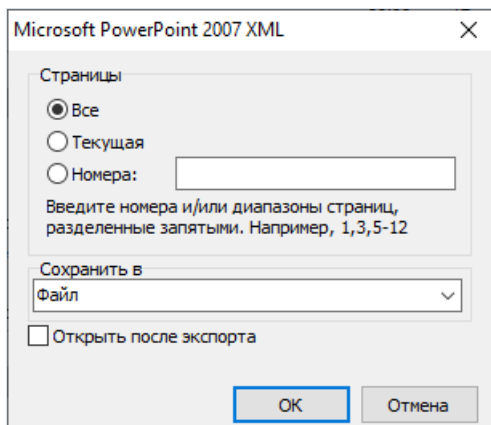 Microsoft PowerPoint 2007 XML
Страницы
Все
Текущая
Номера:
Введите номера и/или диапазоны страниц,
разделенные запятыми. Например, 1,3,5-12
Сохранить в
Файл
Открыть после экспорта
ОК
Отмена